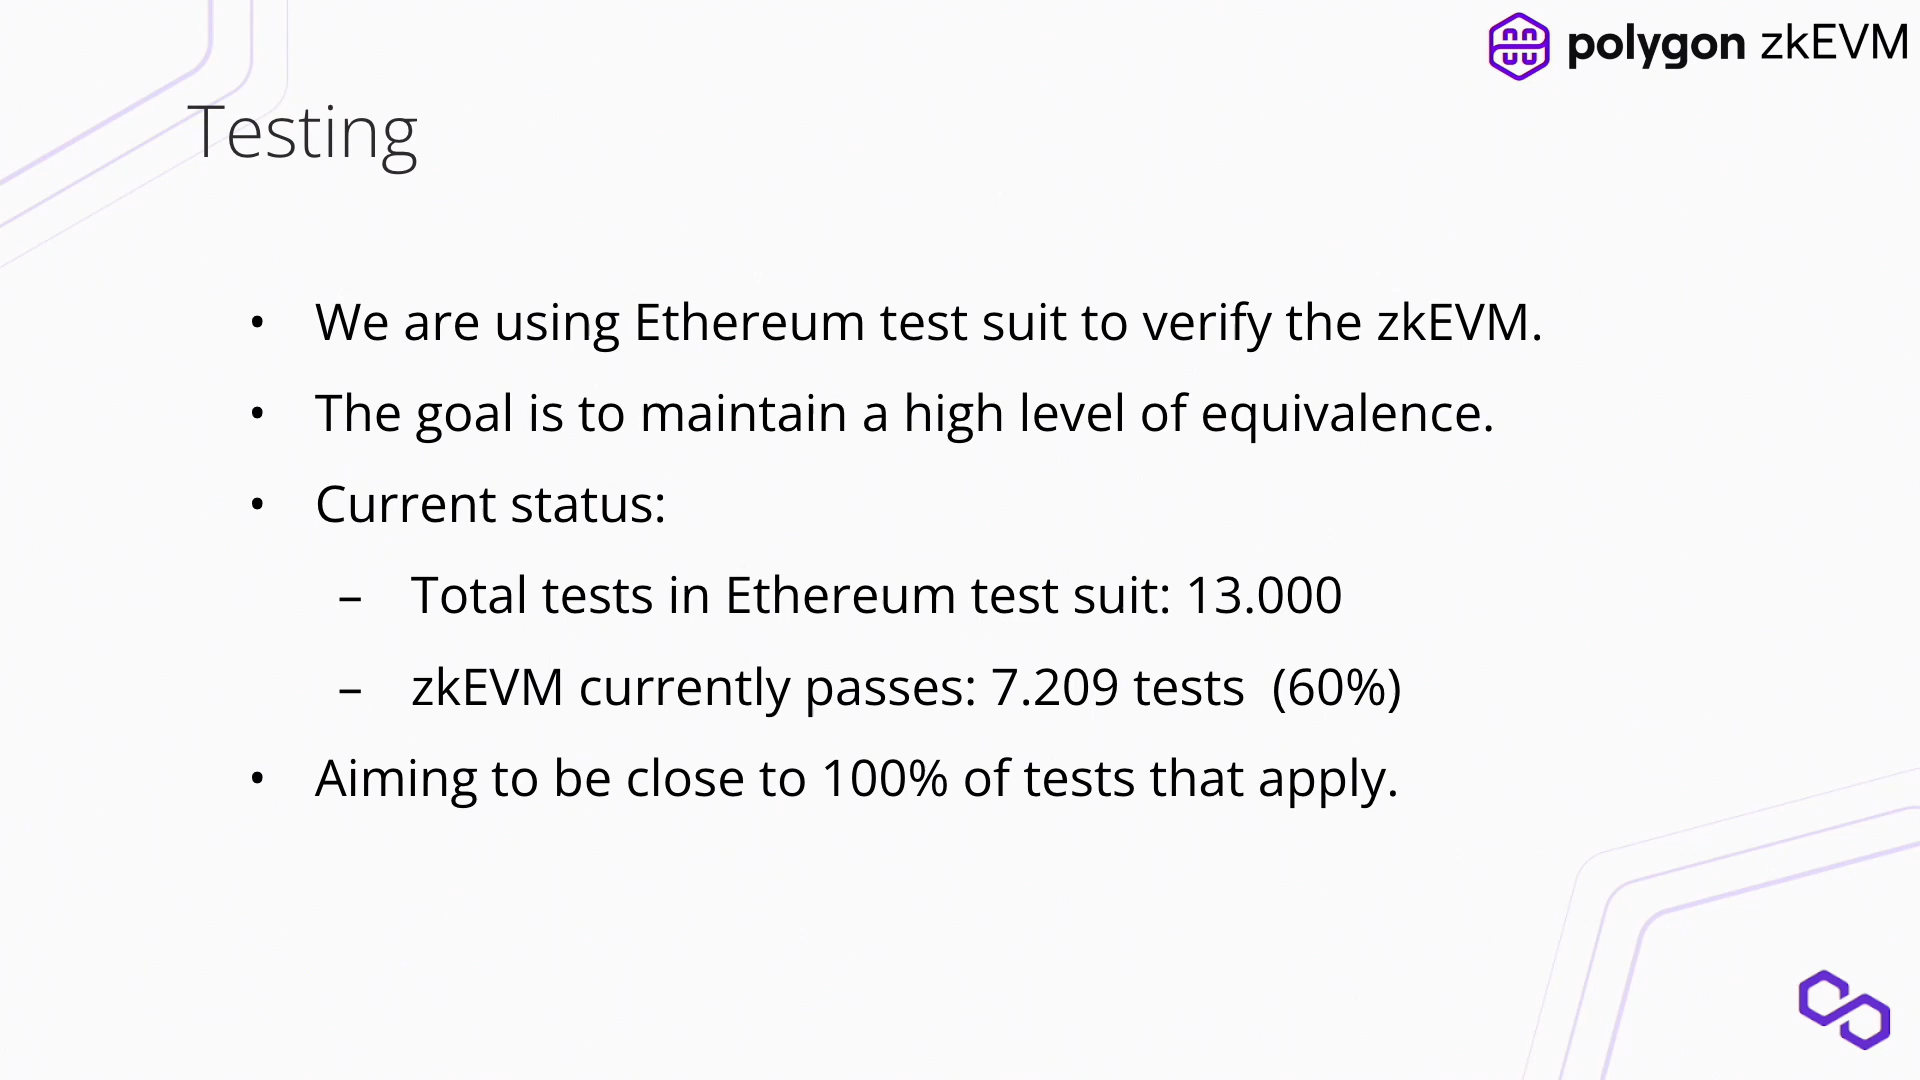 polygon zkEVM
Testing
• We are using Ethereum test suit to verify the zkEVM.
• The goal is to maintain a high level of equivalence.
• Current status:
– Total tests in Ethereum test suit: 13.000
– zkEVM currently passes: 7.209 tests (60%)
• Aiming to be close to 100% of tests that apply.